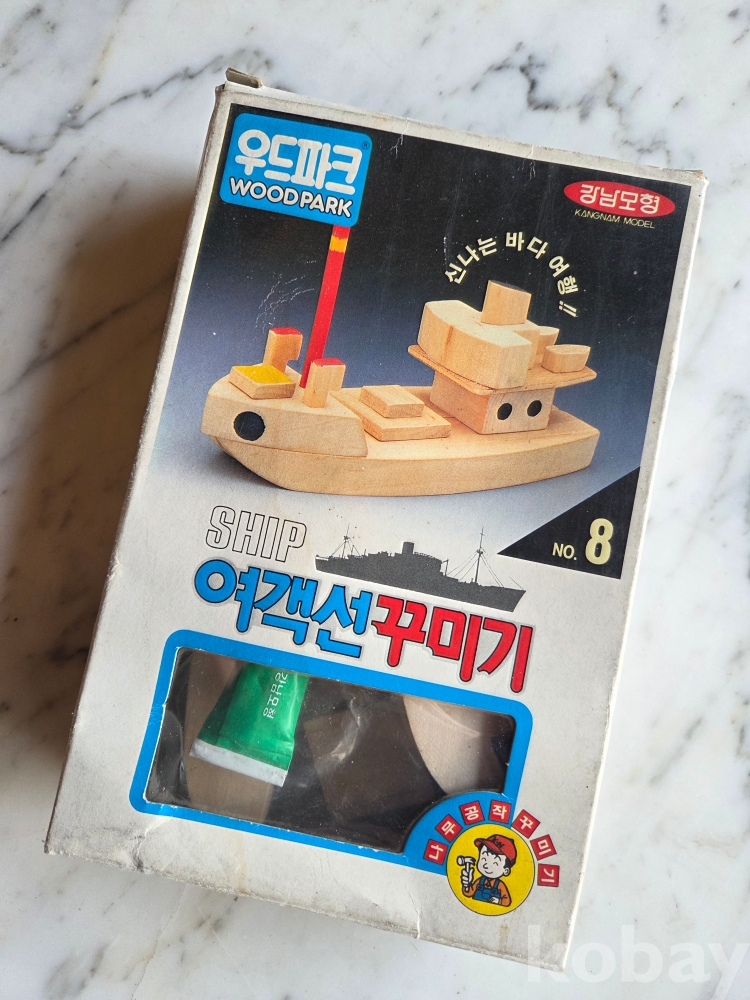 우드파크®
WOODPARK
강남모형
KANGNAM MODEL
신나는 바다 여행!!
NO. 8
SHIP
여객선꾸미기
나무공작꾸미기
kobay